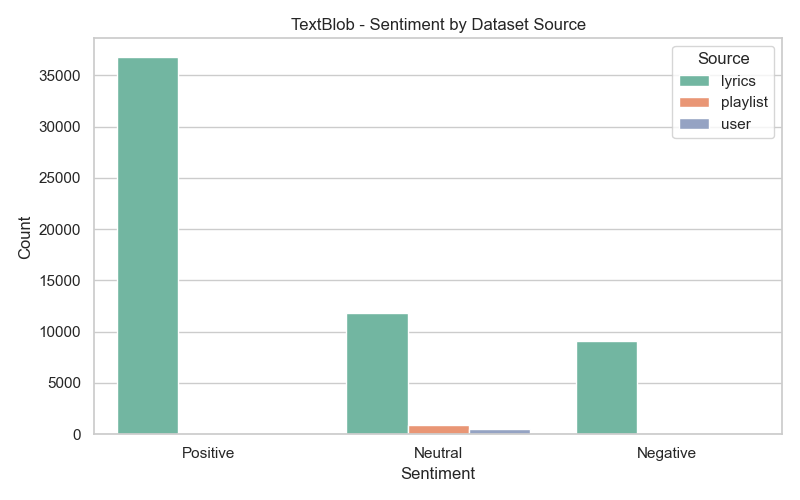 TextBlob - Sentiment by Dataset Source
Source
lyrics
playlist
user
Count
35000
30000
25000
20000
15000
10000
5000
0
Positive Neutral Negative
Sentiment